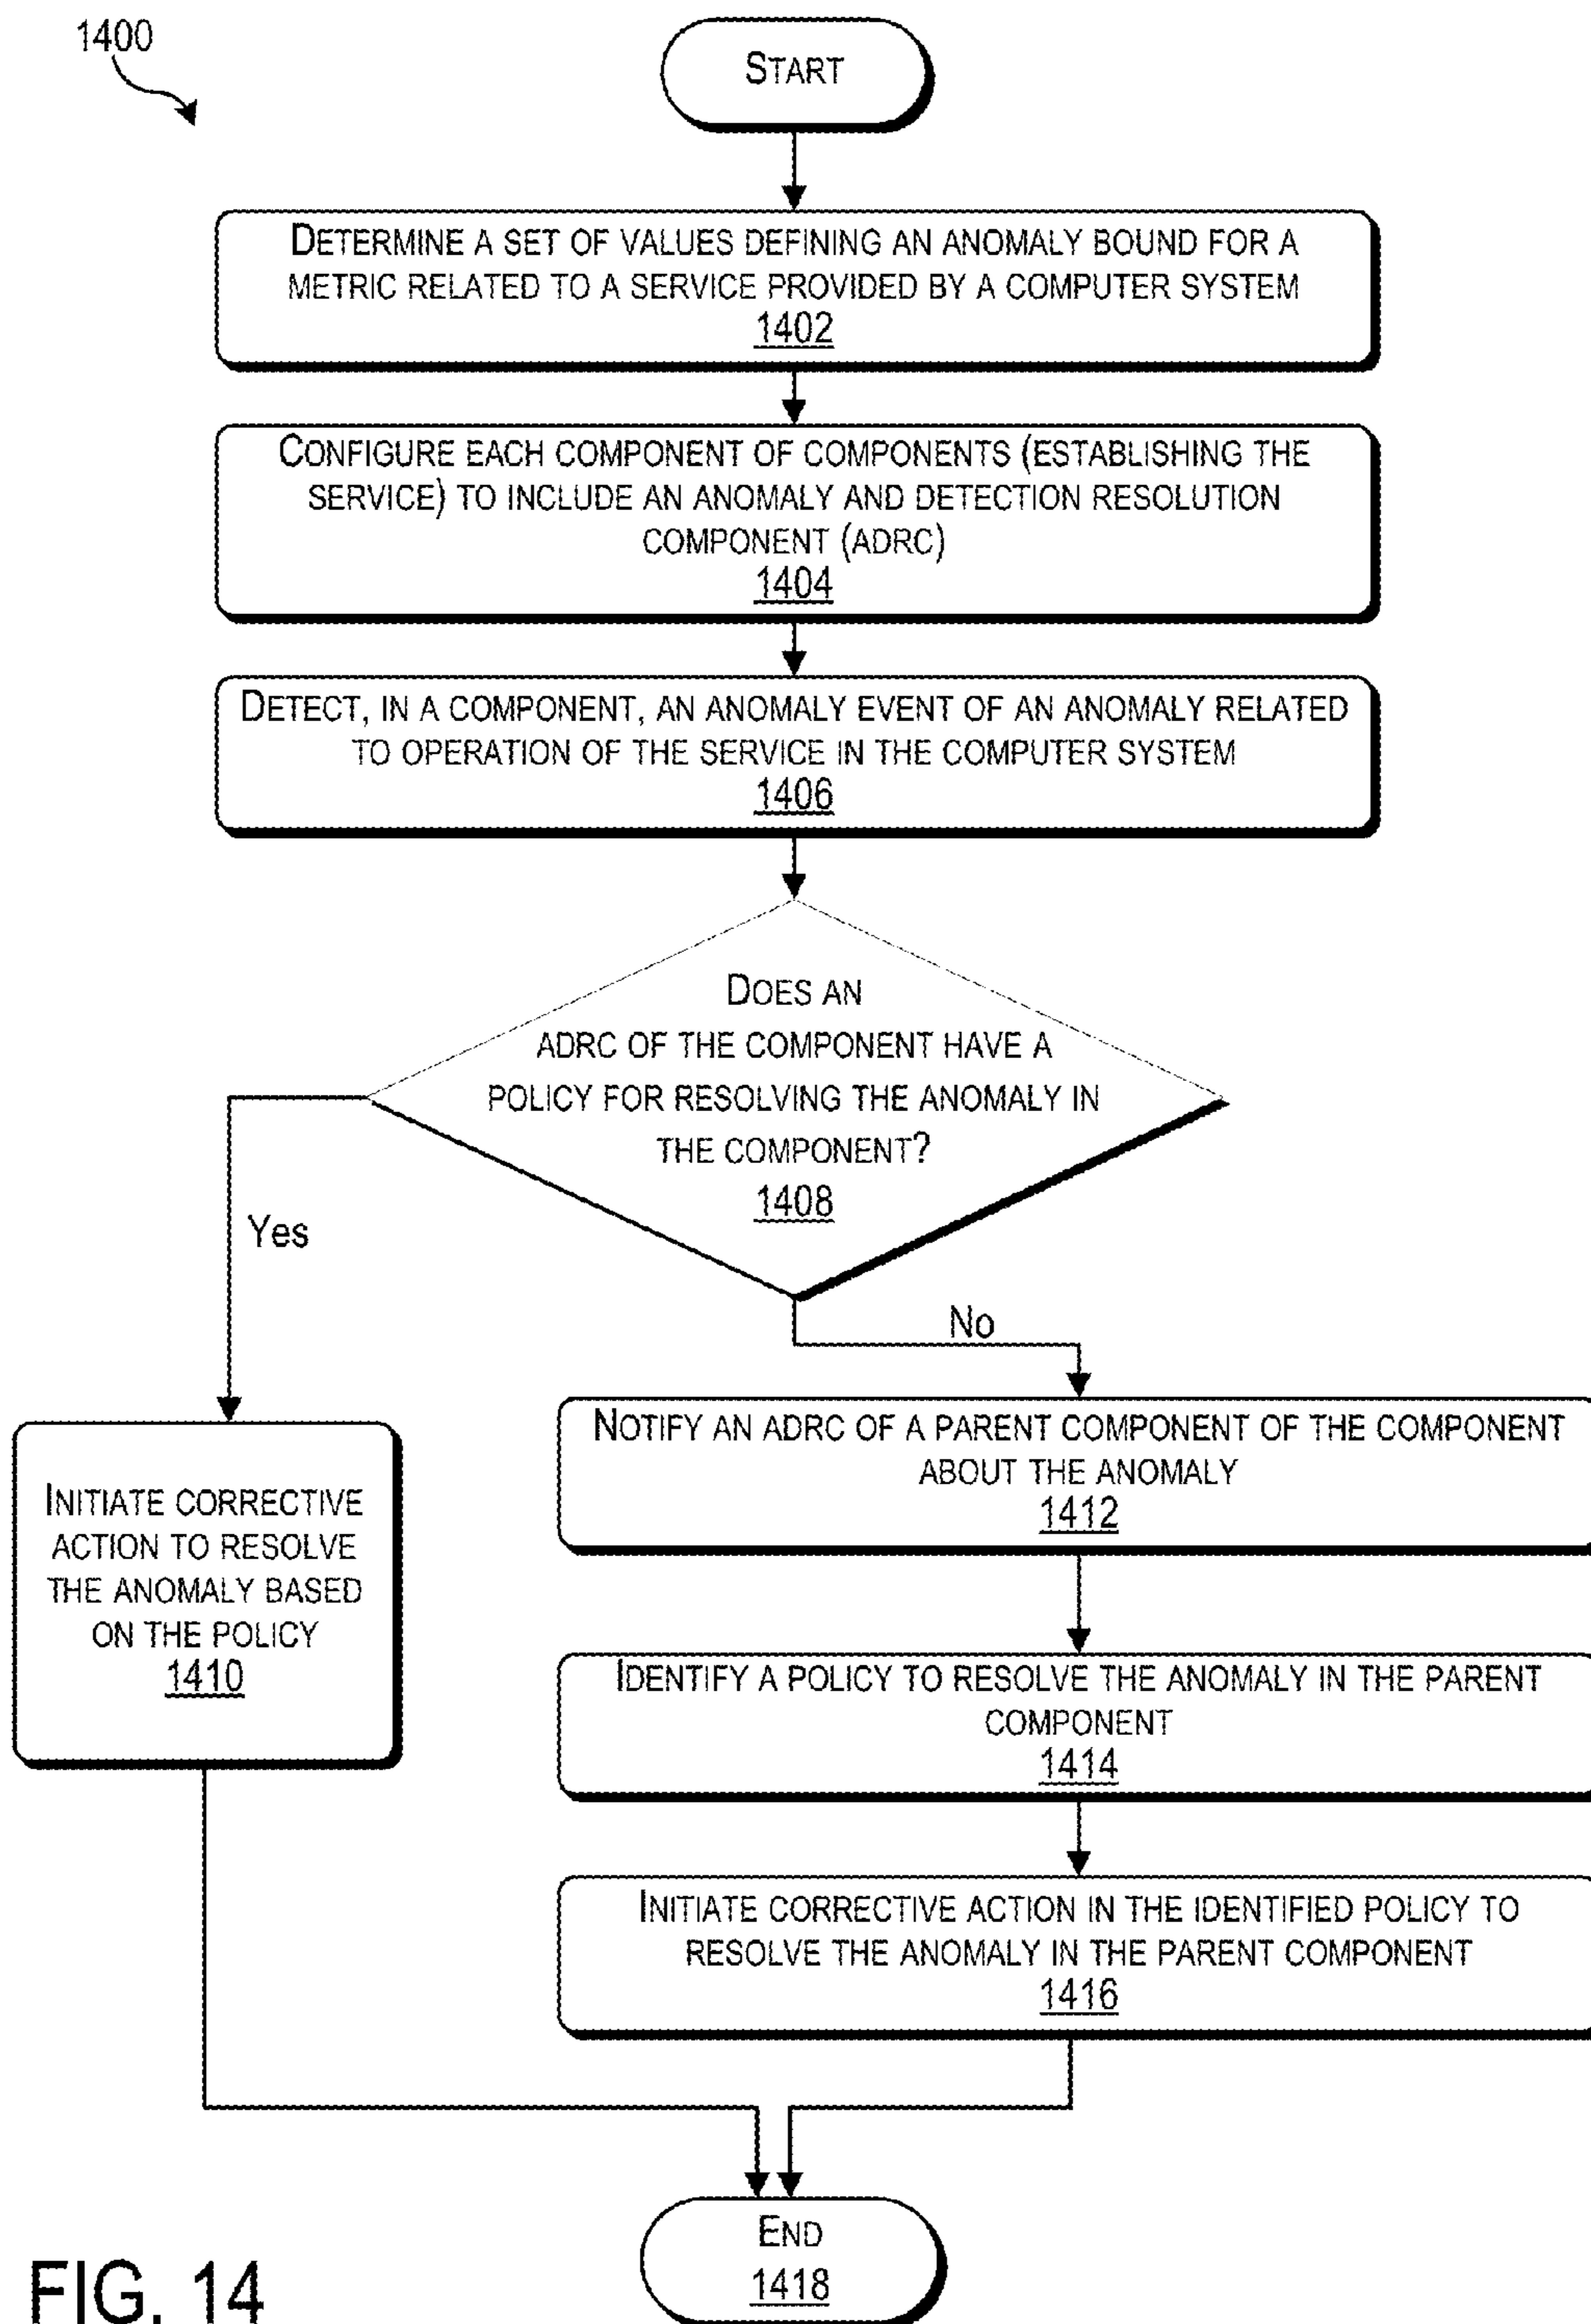 1400
START
DETERMINE A SET OF VALUES DEFINING AN ANOMALY BOUND FOR A
METRIC RELATED TO A SERVICE PROVIDED BY A COMPUTER SYSTEM
1402
CONFIGURE EACH COMPONENT OF COMPONENTS (ESTABLISHING THE
SERVICE) TO INCLUDE AN ANOMALY AND DETECTION RESOLUTION
COMPONENT (ADRC)
1404
DETECT, IN A COMPONENT, AN ANOMALY EVENT OF AN ANOMALY RELATED
TO OPERATION OF THE SERVICE IN THE COMPUTER SYSTEM
1406
DOES AN
ADRC OF THE COMPONENT HAVE A
POLICY FOR RESOLVING THE ANOMALY IN
THE COMPONENT?
1408
Yes
No
INITIATE CORRECTIVE
ACTION TO RESOLVE
THE ANOMALY BASED
ON THE POLICY
1410
NOTIFY AN ADRC OF A PARENT COMPONENT OF THE COMPONENT
ABOUT THE ANOMALY
1412
IDENTIFY A POLICY TO RESOLVE THE ANOMALY IN THE PARENT
COMPONENT
1414
INITIATE CORRECTIVE ACTION IN THE IDENTIFIED POLICY TO
RESOLVE THE ANOMALY IN THE PARENT COMPONENT
1416
END
1418
FIG. 14